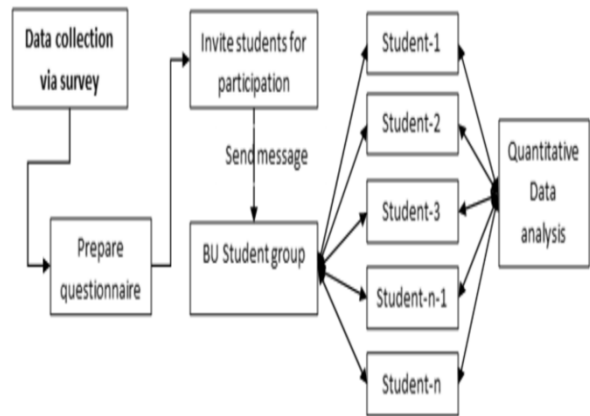 Data collection
via survey
Prepare
questionnaire
Invite students for
participation
Send message
BU Student group
Student-1
Student-2
Student-3
Student-n-1
Student-n
Quantitative
Data
analysis